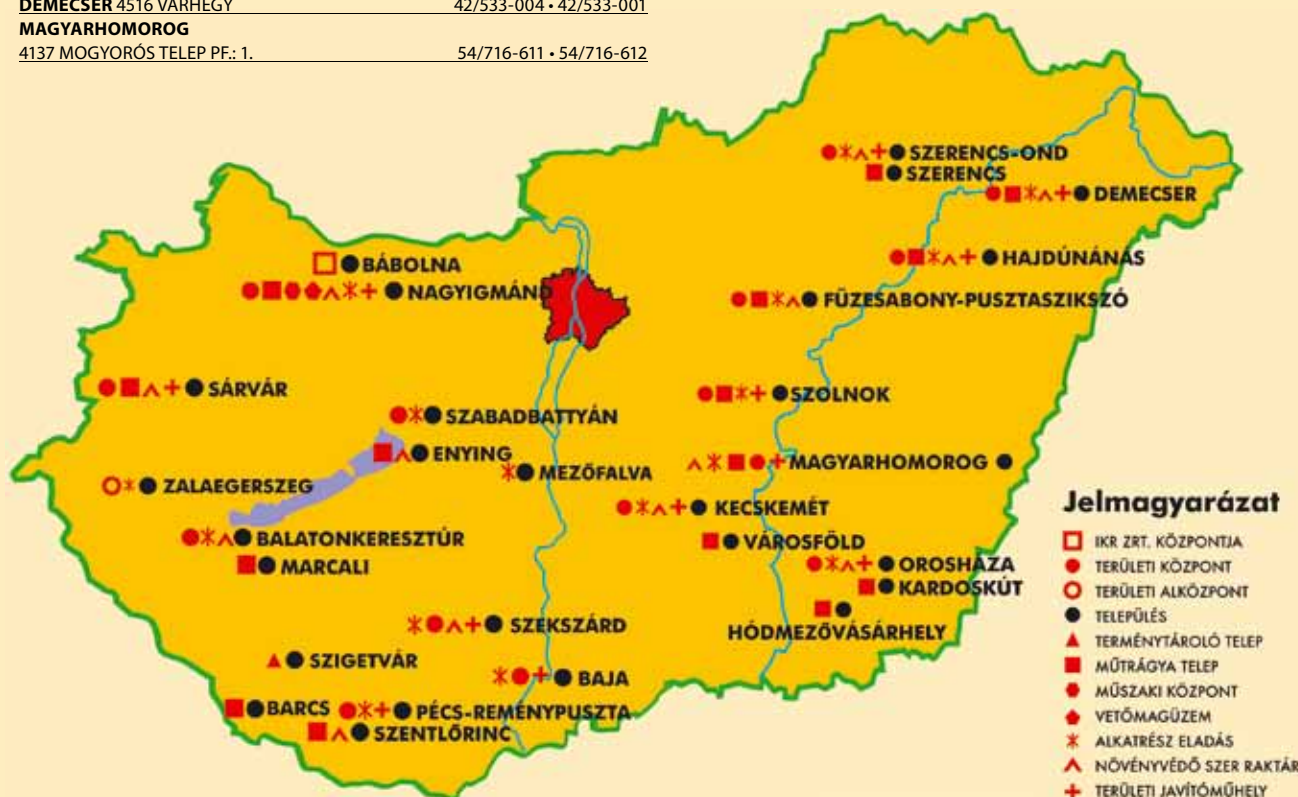 DEMECSER 4516 VÁRHEGY 42/533-004 • 42/533-001
MAGYARHOMOROG
4137 MOGYORÓS TELEP PF.: 1. 54/716-611 • 54/716-612
SZERENCS-OND
SZERENCS
DEMECSER
BÁBOLNA
HAJDÚNÁNÁS
NAGYIGMÁND
FÜZESABONY-PUSZTASZIKSZÓ
SÁRVÁR
SZOLNOK
SZABADBATTYÁN
ENYING
MEZŐFALVA
MAGYARHOMOROG
ZALAEGERSZEG
KECSKEMÉT
BALATONKERESZTÚR
VÁROSFÖLD
MARCALI
OROSHÁZA
KARDOSKÚT
HÓDMEZŐVÁSÁRHELY
SZEKSZÁRD
SZIGETVÁR
BAJA
BARCS
PÉCS-REMÉNYPUSZTA
SZENTLŐRINC
Jelmagyarázat
IKR ZRT. KÖZPONTJA
TERÜLETI KÖZPONT
TERÜLETI ALKÖZPONT
TELEPÜLÉS
TERMÉNYTÁROLÓ TELEP
MŰTRÁGYA TELEP
MŰSZAKI KÖZPONT
VETŐMAGÜZEM
ALKATRÉSZ ELADÁS
NÖVÉNYVÉDŐ SZER RAKTÁR
TERÜLETI JAVÍTÓMŰHELY